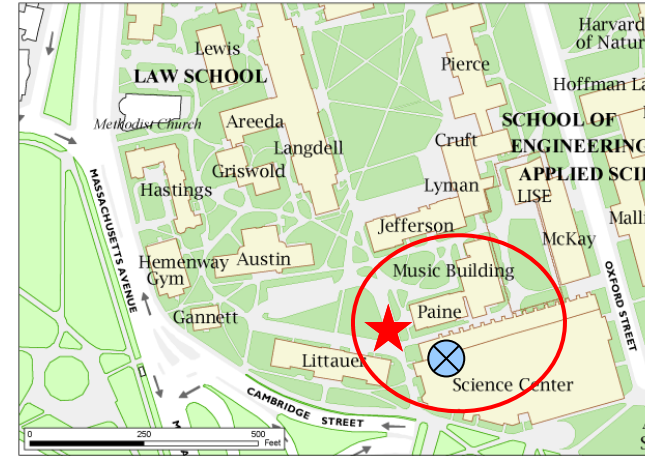 Harvard
of Natur
Lewis
Pierce
LAW SCHOOL
Hoffman La
Methodist Church
Areeda
SCHOOL OF
ENGINEERING
APPLIED SCI
Langdell
Cruft
Griswold
Hastings
Lyman
LISE
MASSACHUSETTS AVENUE
Jefferson
Malli
McKay
Hemenway
Gym
Austin
Music Building
OXFORD STREET
Gannett
Paine
Littauer
Science Center
CAMBRIDGE STREET
0 250 500
Feet